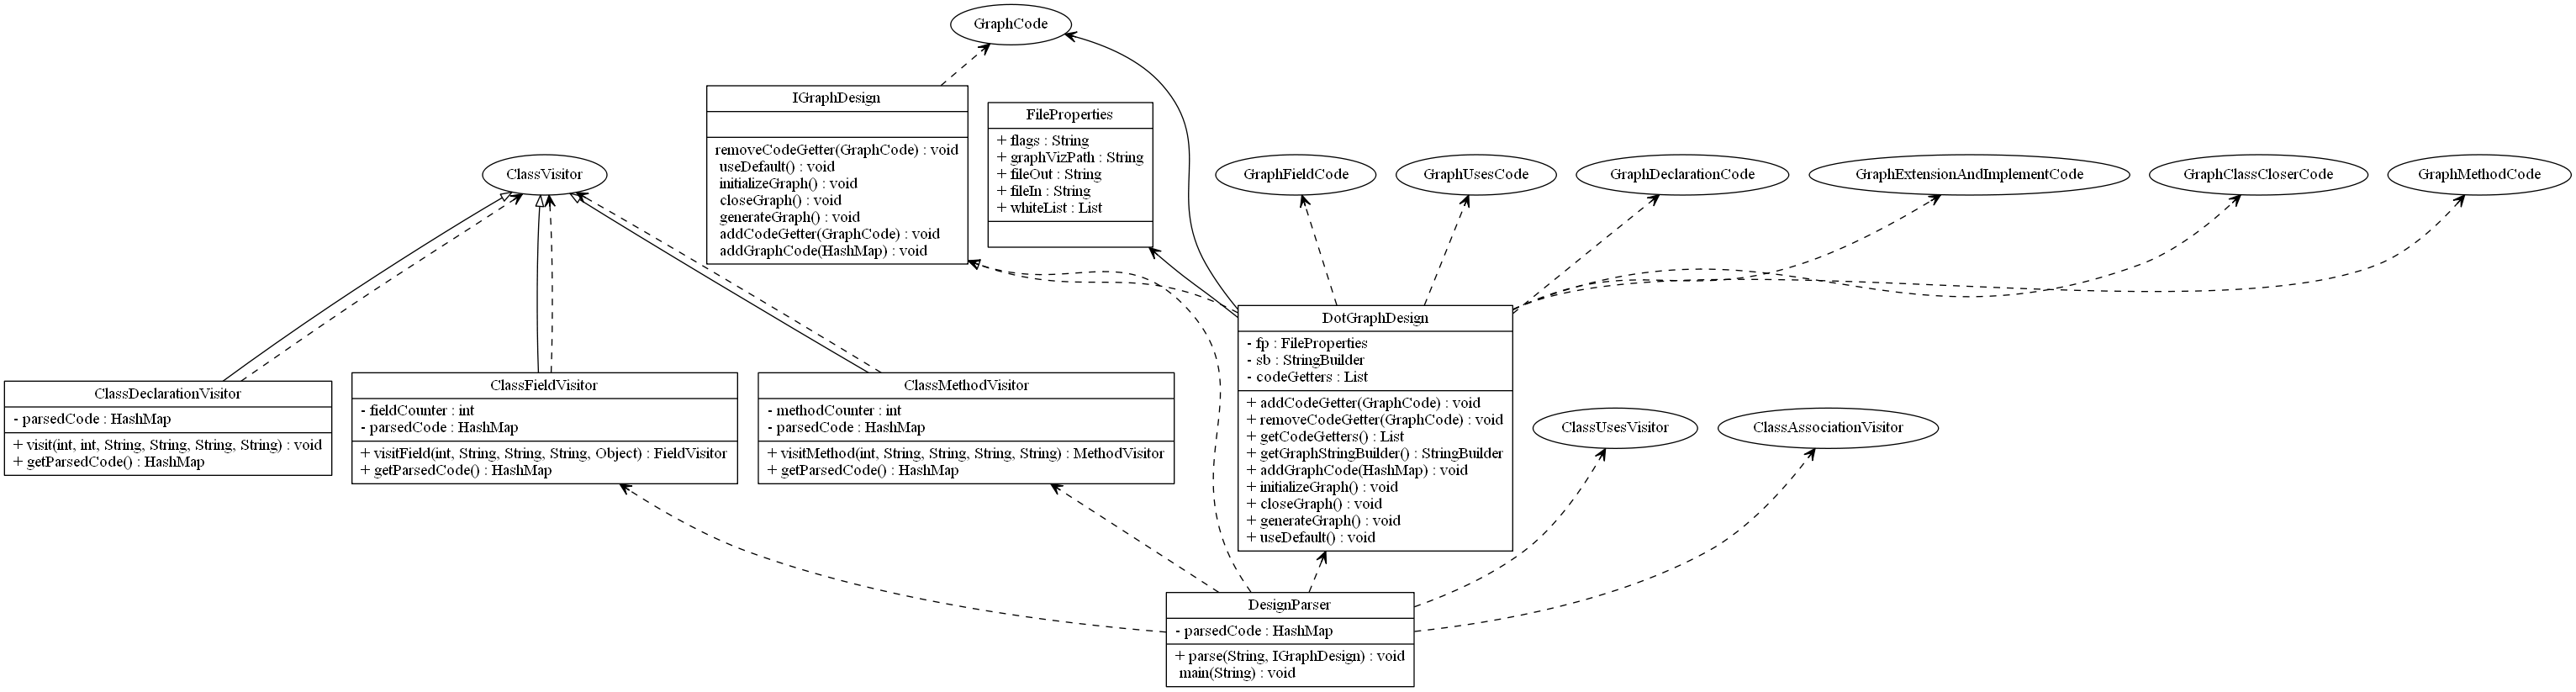 GraphCode
IGraphDesign
removeCodeGetter(GraphCode) : void
useDefault() : void
initializeGraph() : void
closeGraph() : void
generateGraph() : void
addCodeGetter(GraphCode) : void
addGraphCode(HashMap) : void
FileProperties
+ flags : String
+ graphVizPath : String
+ fileOut : String
+ fileIn : String
+ whiteList : List
ClassVisitor
GraphFieldCode
GraphUsesCode
GraphDeclarationCode
GraphExtensionAndImplementCode
GraphClassCloserCode
GraphMethodCode
DotGraphDesign
- fp : FileProperties
- sb : StringBuilder
- codeGetters : List
+ addCodeGetter(GraphCode) : void
+ removeCodeGetter(GraphCode) : void
+ getCodeGetters() : List
+ getGraphStringBuilder() : StringBuilder
+ addGraphCode(HashMap) : void
+ initializeGraph() : void
+ closeGraph() : void
+ generateGraph() : void
+ useDefault() : void
ClassDeclarationVisitor
- parsedCode : HashMap
+ visit(int, int, String, String, String, String) : void
+ getParsedCode() : HashMap
ClassFieldVisitor
- fieldCounter : int
- parsedCode : HashMap
+ visitField(int, String, String, String, Object) : FieldVisitor
+ getParsedCode() : HashMap
ClassMethodVisitor
- methodCounter : int
- parsedCode : HashMap
+ visitMethod(int, String, String, String, String) : MethodVisitor
+ getParsedCode() : HashMap
ClassUsesVisitor
ClassAssociationVisitor
DesignParser
- parsedCode : HashMap
+ parse(String, IGraphDesign) : void
main(String) : void